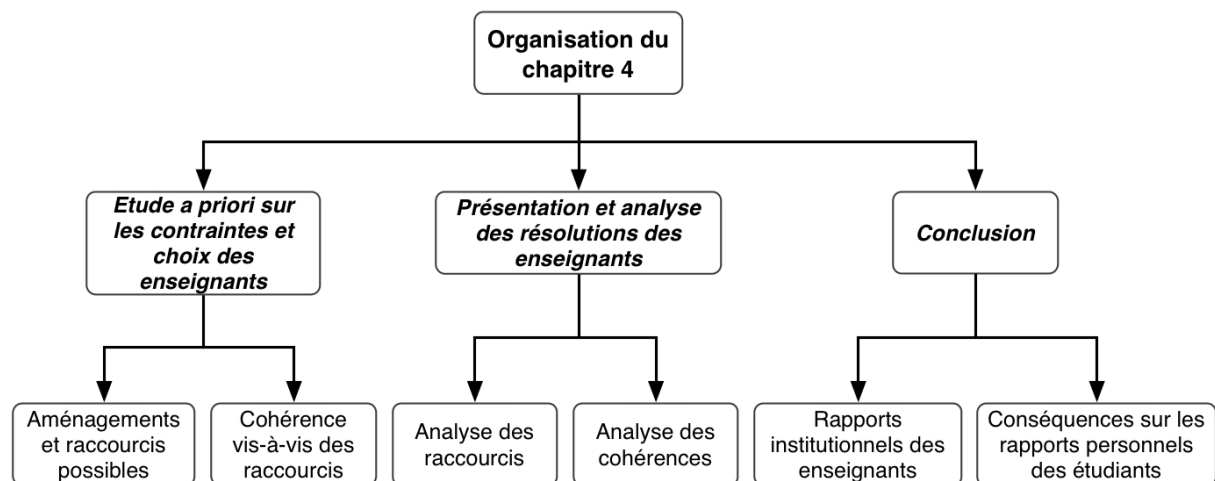 Organisation du
chapitre 4
Etude a priori sur
les contraintes et
choix des
enseignants
Présentation et analyse
des résolutions des
enseignants
Conclusion
Aménagements
et raccourcis
possibles
Cohérence
vis-à-vis des
raccourcis
Analyse des
raccourcis
Analyse des
cohérences
Rapports
institutionnels des
enseignants
Conséquences sur les
rapports personnels
des étudiants